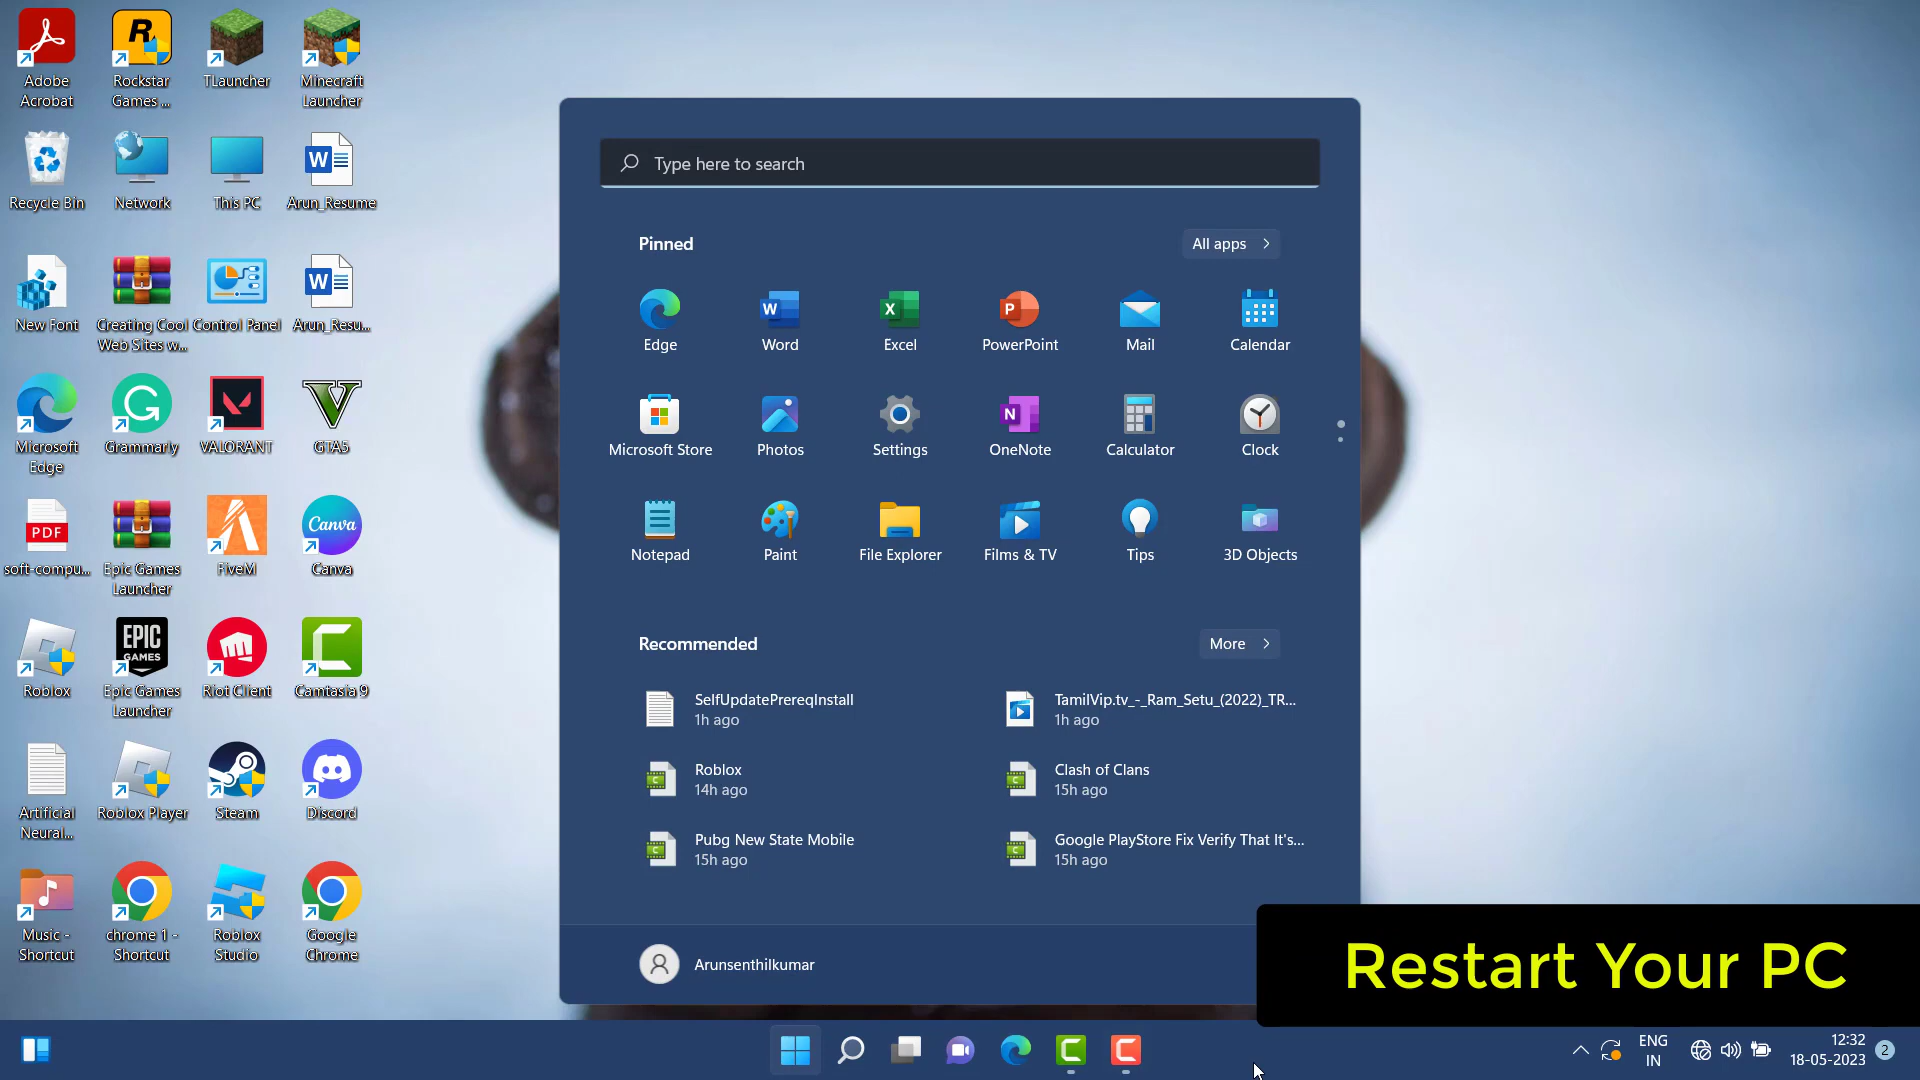 Adobe
Acrobat
Rockstar
Games ...
TLauncher
Minecraft
Launcher
Recycle Bin
Network
This PC
Arun_Resume
New Font
Creating Cool
Web Sites w...
Control Panel
Arun_Resu...
Microsoft
Edge
Grammarly
VALORANT
GTA5
PDF
soft-compu...
Epic Games
Launcher
FiveM
Canva
Canva
Roblox
EPIC
GAMES
Epic Games
Launcher
Riot Client
Camtasia 9
Artificial
Neural...
Roblox Player
Steam
Discord
Music -
Shortcut
chrome 1 -
Shortcut
Roblox
Studio
Google
Chrome
Type here to search
Pinned
All apps
Edge
Word
Excel
PowerPoint
Mail
Calendar
Microsoft Store
Photos
Settings
OneNote
Calculator
Clock
Notepad
Paint
File Explorer
Films & TV
Tips
3D Objects
Recommended
More
SelfUpdatePrereqInstall
1h ago
TamilVip.tv_-_Ram_Setu_(2022)_TR...
1h ago
Roblox
14h ago
Clash of Clans
15h ago
Pubg New State Mobile
15h ago
Google PlayStore Fix Verify That It's...
15h ago
Arunsenthilkumar
Restart Your PC
ENG
IN
12:32
18-05-2023
2